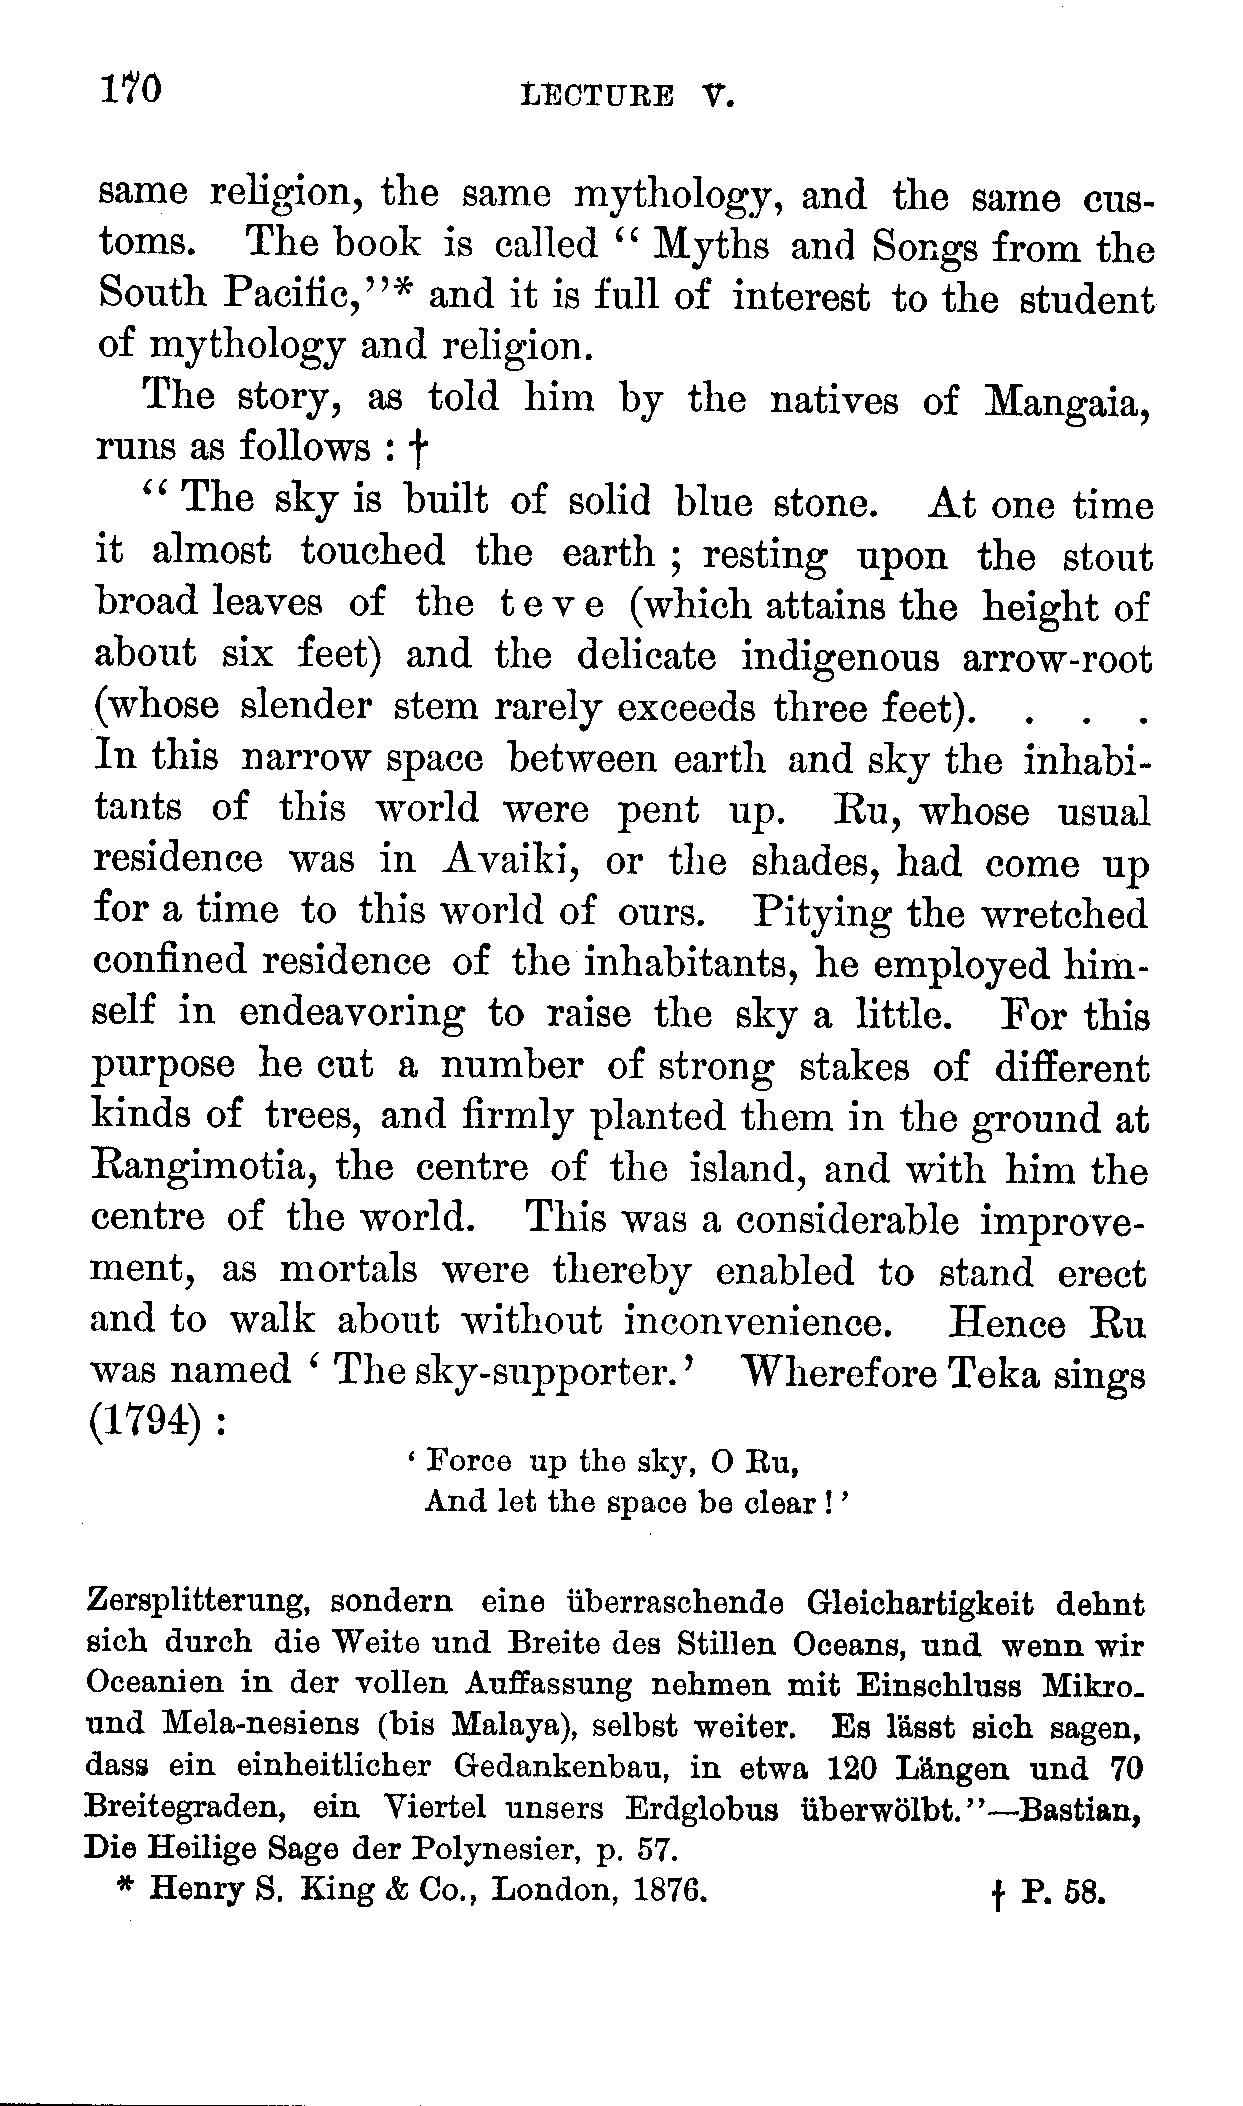 170 LECTURE V.
same religion, the same mythology, and the same cus-
toms. The book is called “ Myths and Songs from the
South Pacific,”* and it is full of interest to the student
of mythology and religion.
The story, as told him by the natives of Mangaia,
runs as follows : †
“ The sky is built of solid blue stone. At one time
it almost touched the earth ; resting upon the stout
broad leaves of the t e v e (which attains the height of
about six feet) and the delicate indigenous arrow-root
(whose slender stem rarely exceeds three feet). . . .
In this narrow space between earth and sky the inhabi-
tants of this world were pent up. Ru, whose usual
residence was in Avaiki, or the shades, had come up
for a time to this world of ours. Pitying the wretched
confined residence of the inhabitants, he employed him-
self in endeavoring to raise the sky a little. For this
purpose he cut a number of strong stakes of different
kinds of trees, and firmly planted them in the ground at
Rangimotia, the centre of the island, and with him the
centre of the world. This was a considerable improve-
ment, as mortals were thereby enabled to stand erect
and to walk about without inconvenience. Hence Ru
was named ‘ The sky-supporter.’ Wherefore Teka sings
(1794) :
‘ Force up the sky, O Ru,
And let the space be clear ! ’
Zersplitterung, sondern eine überraschende Gleichartigkeit dehnt
sich durch die Weite und Breite des Stillen Oceans, und wenn wir
Oceanien in der vollen Auffassung nehmen mit Einschluss Mikro-
und Mela-nesiens (bis Malaya), selbst weiter. Es lässt sich sagen,
dass ein einheitlicher Gedankenbau, in etwa 120 Längen und 70
Breitegraden, ein Viertel unsers Erdglobus überwölbt.”—Bastian,
Die Heilige Sage der Polynesier, p. 57.
* Henry S. King & Co., London, 1876. † P. 58.